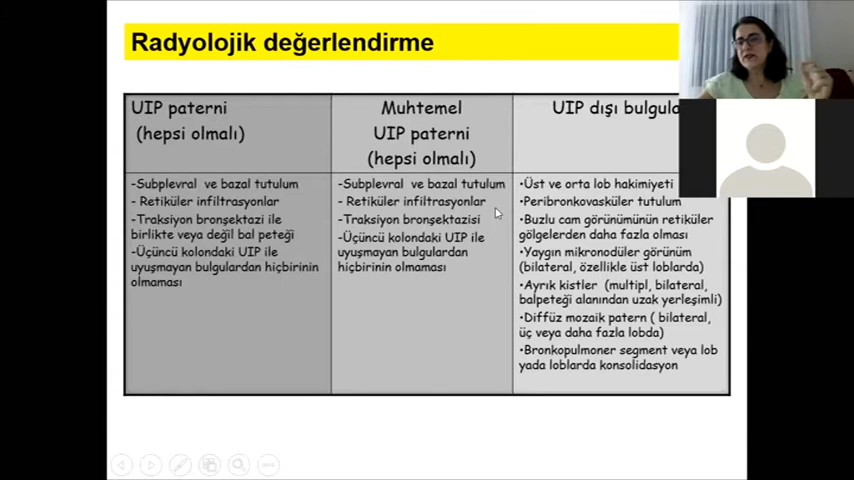 Radyolojik değerlendirme
UIP paterni
(hepsi olmalı)
-Subplevral ve bazal tutulum
- Retiküler infiltrasyonlar
-Traksiyon bronşektazi ile
birlikte veya değil bal peteği
-Üçüncü kolondaki UIP ile
uyuşmayan bulgulardan hiçbirinin
olmaması
Muhtemel
UIP paterni
(hepsi olmalı)
-Subplevral ve bazal tutulum
- Retiküler infiltrasyonlar
-Traksiyon bronşektazisi
-Üçüncü kolondaki UIP ile
uyuşmayan bulgulardan
hiçbirinin olmaması
UIP dışı
•Üst ve orta lob hakimiyeti
•Peribronkovasküler tutulum
•Buzlu cam görünümünün retiküler
gölgelerden daha fazla olması
•Yaygın mikronodüler görünüm
(bilateral, özellikle üst loblarda)
•Ayrık kistler (multipl, bilateral,
balpeteği alanından uzak yerleşimli)
•Diffüz mozaik patern ( bilateral,
üç veya daha fazla lobda)
•Bronkopulmoner segment veya lob
yada loblarda konsolidasyon